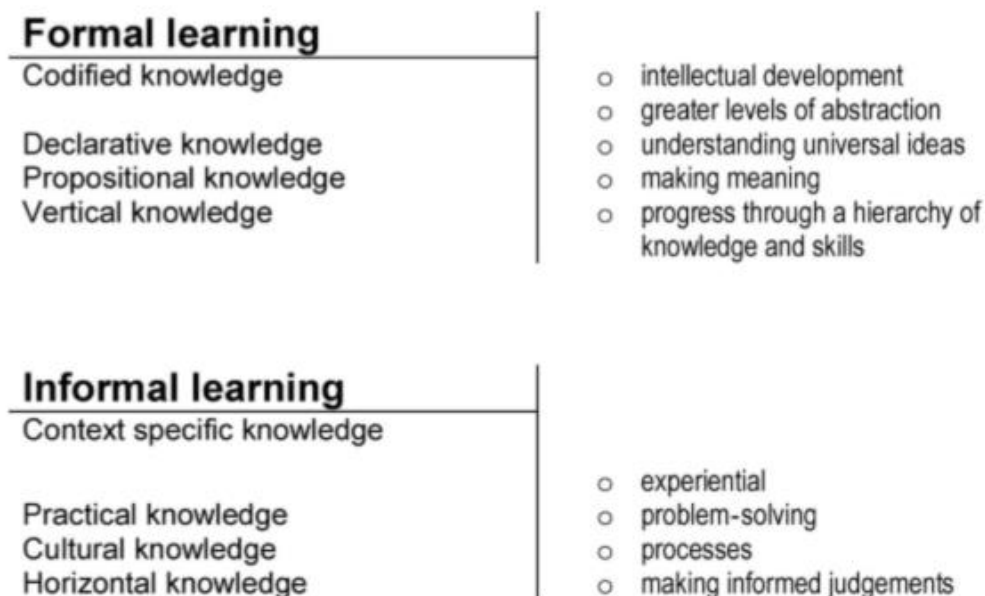 Formal learning
Codified knowledge
○ intellectual development
○ greater levels of abstraction
Declarative knowledge
○ understanding universal ideas
Propositional knowledge
○ making meaning
Vertical knowledge
○ progress through a hierarchy of
knowledge and skills
Informal learning
Context specific knowledge
○ experiential
Practical knowledge
○ problem-solving
Cultural knowledge
○ processes
Horizontal knowledge
○ making informed judgements